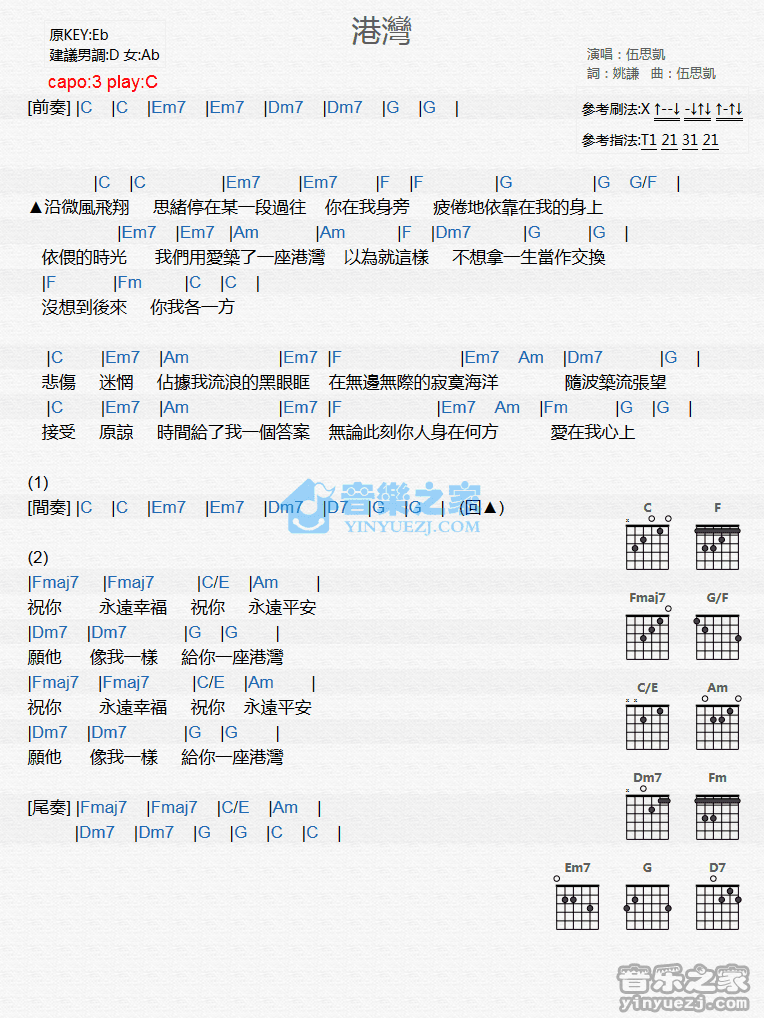 港灣
原KEY:Eb
建議男調:D 女:Ab
capo:3 play:C
演唱：伍思凱
詞：姚謙 曲：伍思凱
[前奏] |C |C |Em7 |Em7 |Dm7 |Dm7 |G |G |
參考刷法:X ↑--↓ -↓↑↓ ↑-↑↓
參考指法:T1 21 31 21
|C |C |Em7 |Em7 |F |F |G |G G/F |
▲沿微風飛翔 思緒停在某一段過往 你在我身旁 疲倦地依靠在我的身上
|Em7 |Em7 |Am |Am |F |Dm7 |G |G |
依偎的時光 我們用愛築了一座港灣 以為就這樣 不想拿一生當作交換
|F |Fm |C |C |
沒想到後來 你我各一方
|C |Em7 |Am |Em7 |F |Em7 Am |Dm7 |G |
悲傷 迷惘 佔據我流浪的黑眼眶 在無邊無際的寂寞海洋 隨波築流張望
|C |Em7 |Am |Em7 |F |Em7 Am |Fm |G |G |
接受 原諒 時間給了我一個答案 無論此刻你人身在何方 愛在我心上
(1)
[間奏] |C |C |Em7 |Em7 |Dm7 |D7 |G |G | (回▲)
音樂之家
YINYUEZJ.COM
(2)
|Fmaj7 |Fmaj7 |C/E |Am |
祝你 永遠幸福 祝你 永遠平安
|Dm7 |Dm7 |G |G |
願他 像我一樣 給你一座港灣
|Fmaj7 |Fmaj7 |C/E |Am |
祝你 永遠幸福 祝你 永遠平安
|Dm7 |Dm7 |G |G |
願他 像我一樣 給你一座港灣
[尾奏] |Fmaj7 |Fmaj7 |C/E |Am |
|Dm7 |Dm7 |G |G |C |C |
C F
Fmaj7 G/F
C/E Am
Dm7 Fm
Em7 G D7
音乐之家
yinyuezj.com